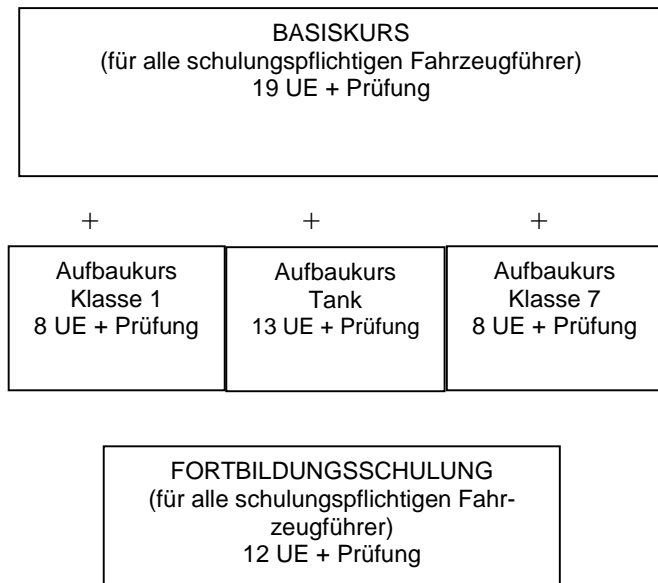 BASISKURS
(für alle schulungspflichtigen Fahrzeugführer)
19 UE + Prüfung
+ + +
Aufbaukurs
Klasse 1
8 UE + Prüfung
Aufbaukurs
Tank
13 UE + Prüfung
Aufbaukurs
Klasse 7
8 UE + Prüfung
FORTBILDUNGSSCHULUNG
(für alle schulungspflichtigen Fahr-
zeugführer)
12 UE + Prüfung